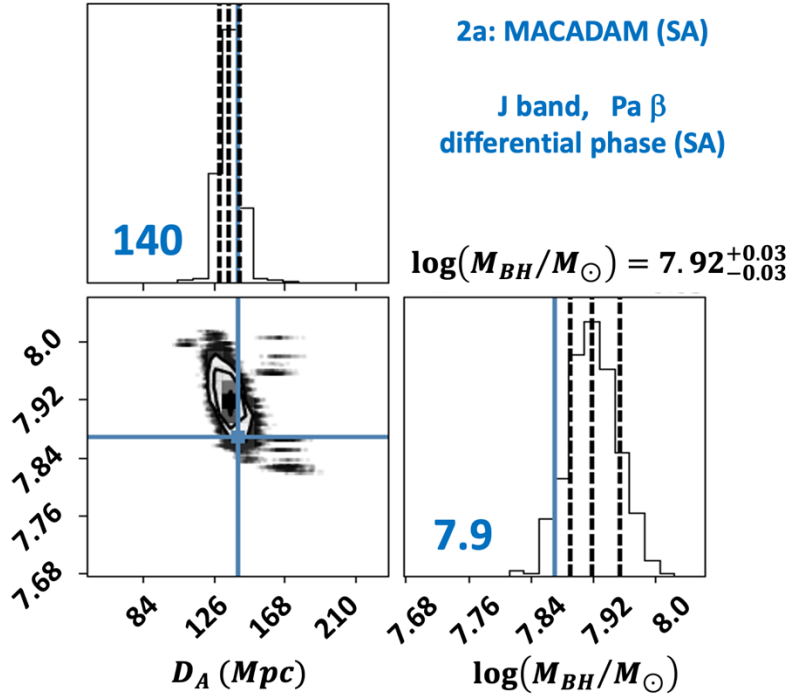 2a: MACADAM (SA)
J band, Pa β
differential phase (SA)
140
log(M_BH/M_⊙) = 7.92^{+0.03}_{-0.03}
8.0
7.92
7.84
7.76
7.68
7.9
84
126
168
210
D_A (Mpc)
7.68
7.76
7.84
7.92
8.0
log(M_BH/M_⊙)